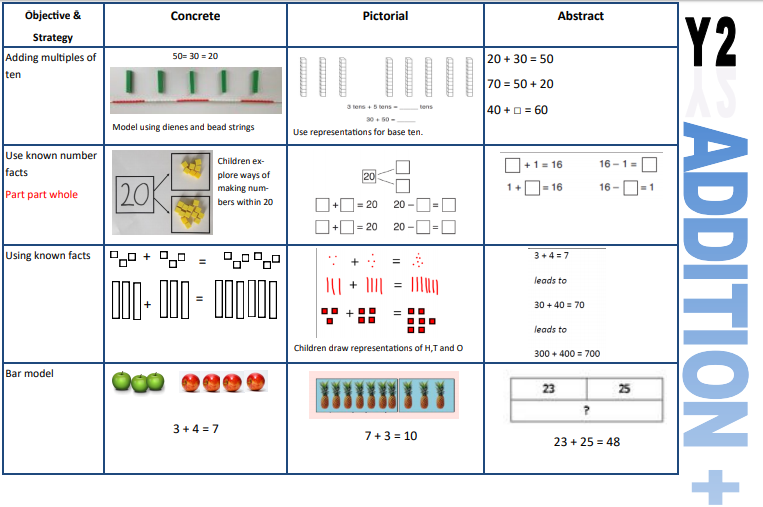 Objective &
Strategy
Concrete
Pictorial
Abstract
Adding multiples of
ten
50= 30 = 20
Model using dienes and bead strings
3 tens + 5 tens = _____ tens
30 + 50 = _____
Use representations for base ten.
20 + 30 = 50
70 = 50 + 20
40 + □ = 60
Use known number
facts
Part part whole
20
Children ex-
plore ways of
making num-
bers within 20
20
□ + □ = 20 20 − □ = □
□ + □ = 20 20 − □ = □
□ + 1 = 16 16 − 1 = □
1 + □ = 16 16 − □ = 1
Using known facts
+ =
+ =
+ =
+ =
+ =
Children draw representations of H,T and O
3 + 4 = 7
leads to
30 + 40 = 70
leads to
300 + 400 = 700
Bar model
3 + 4 = 7
7 + 3 = 10
23 25
?
23 + 25 = 48
Y2
ADDITION +